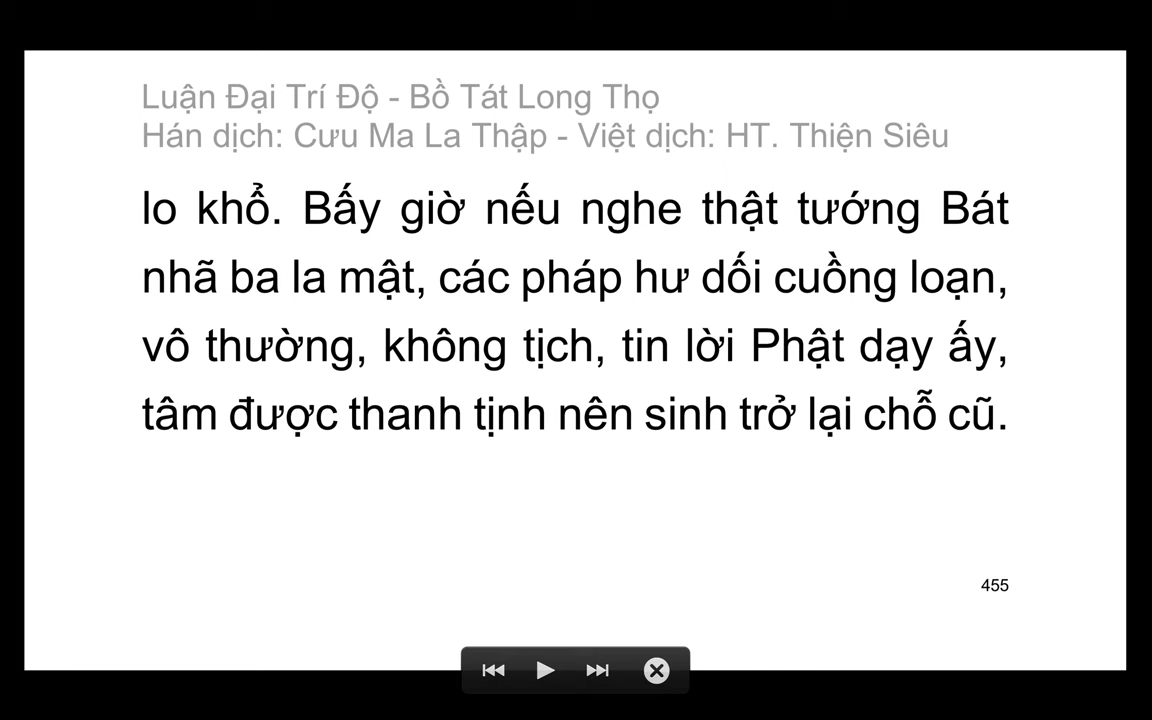 Luận Đại Trí Độ - Bồ Tát Long Thọ
Hán dịch: Cưu Ma La Thập - Việt dịch: HT. Thiện Siêu
lo khổ. Bấy giờ nếu nghe thật tướng Bát
nhã ba la mật, các pháp hư dối cuồng loạn,
vô thường, không tịch, tin lời Phật dạy ấy,
tâm được thanh tịnh nên sinh trở lại chỗ cũ.
455